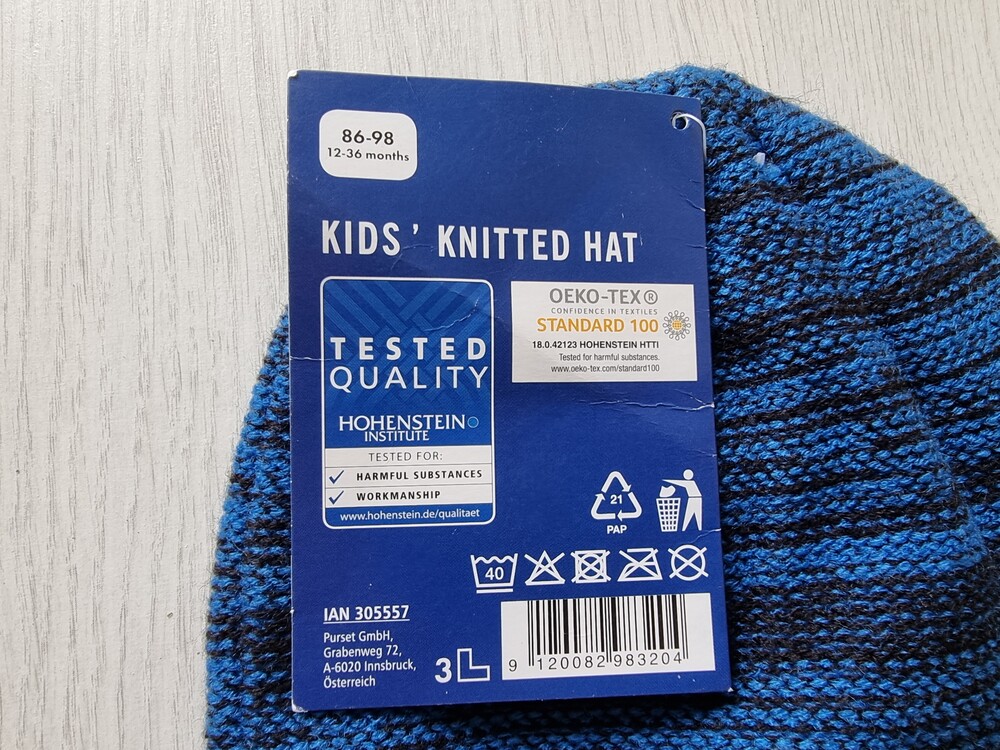 86-98
12-36 months
KIDS’ KNITTED HAT
TESTED
QUALITY
HOHENSTEIN
INSTITUTE
TESTED FOR:
HARMFUL SUBSTANCES
WORKMANSHIP
www.hohenstein.de/qualitaet
OEKO-TEX®
CONFIDENCE IN TEXTILES
STANDARD 100
18.0.42123 HOHENSTEIN HTTI
Tested for harmful substances.
www.oeko-tex.com/standard100
21
PAP
40
IAN 305557
Purset GmbH,
Grabenweg 72,
A-6020 Innsbruck,
Österreich
3
9 120082 983204